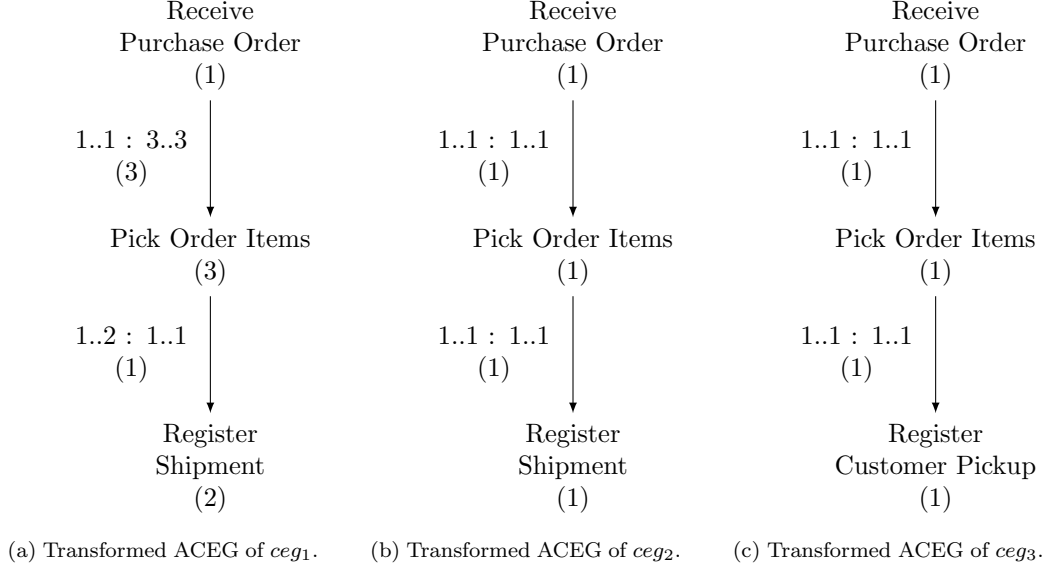 Receive
Purchase Order
(1)
1..1 : 3..3
(3)
Pick Order Items
(3)
1..2 : 1..1
(1)
Register
Shipment
(2)
(a) Transformed ACEG of ceg1.
Receive
Purchase Order
(1)
1..1 : 1..1
(1)
Pick Order Items
(1)
1..1 : 1..1
(1)
Register
Shipment
(1)
(b) Transformed ACEG of ceg2.
Receive
Purchase Order
(1)
1..1 : 1..1
(1)
Pick Order Items
(1)
1..1 : 1..1
(1)
Register
Customer Pickup
(1)
(c) Transformed ACEG of ceg3.